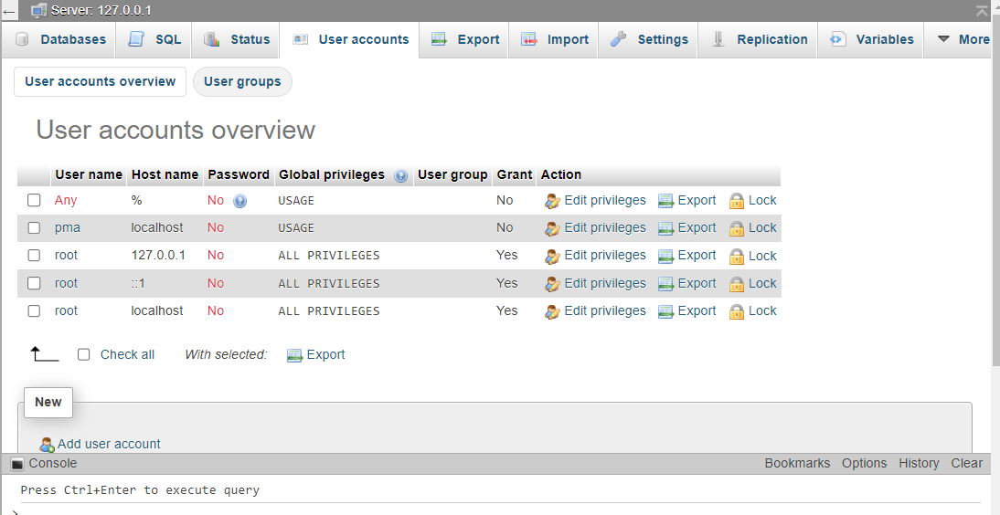 Server: 127.0.0.1
Databases SQL Status User accounts Export Import Settings Replication Variables More
User accounts overview User groups
User accounts overview
User name Host name Password Global privileges User group Grant Action
Any % No USAGE No Edit privileges Export Lock
pma localhost No USAGE No Edit privileges Export Lock
root 127.0.0.1 No ALL PRIVILEGES Yes Edit privileges Export Lock
root ::1 No ALL PRIVILEGES Yes Edit privileges Export Lock
root localhost No ALL PRIVILEGES Yes Edit privileges Export Lock
Check all With selected: Export
New
Add user account
Console Bookmarks Options History Clear
Press Ctrl+Enter to execute query
>